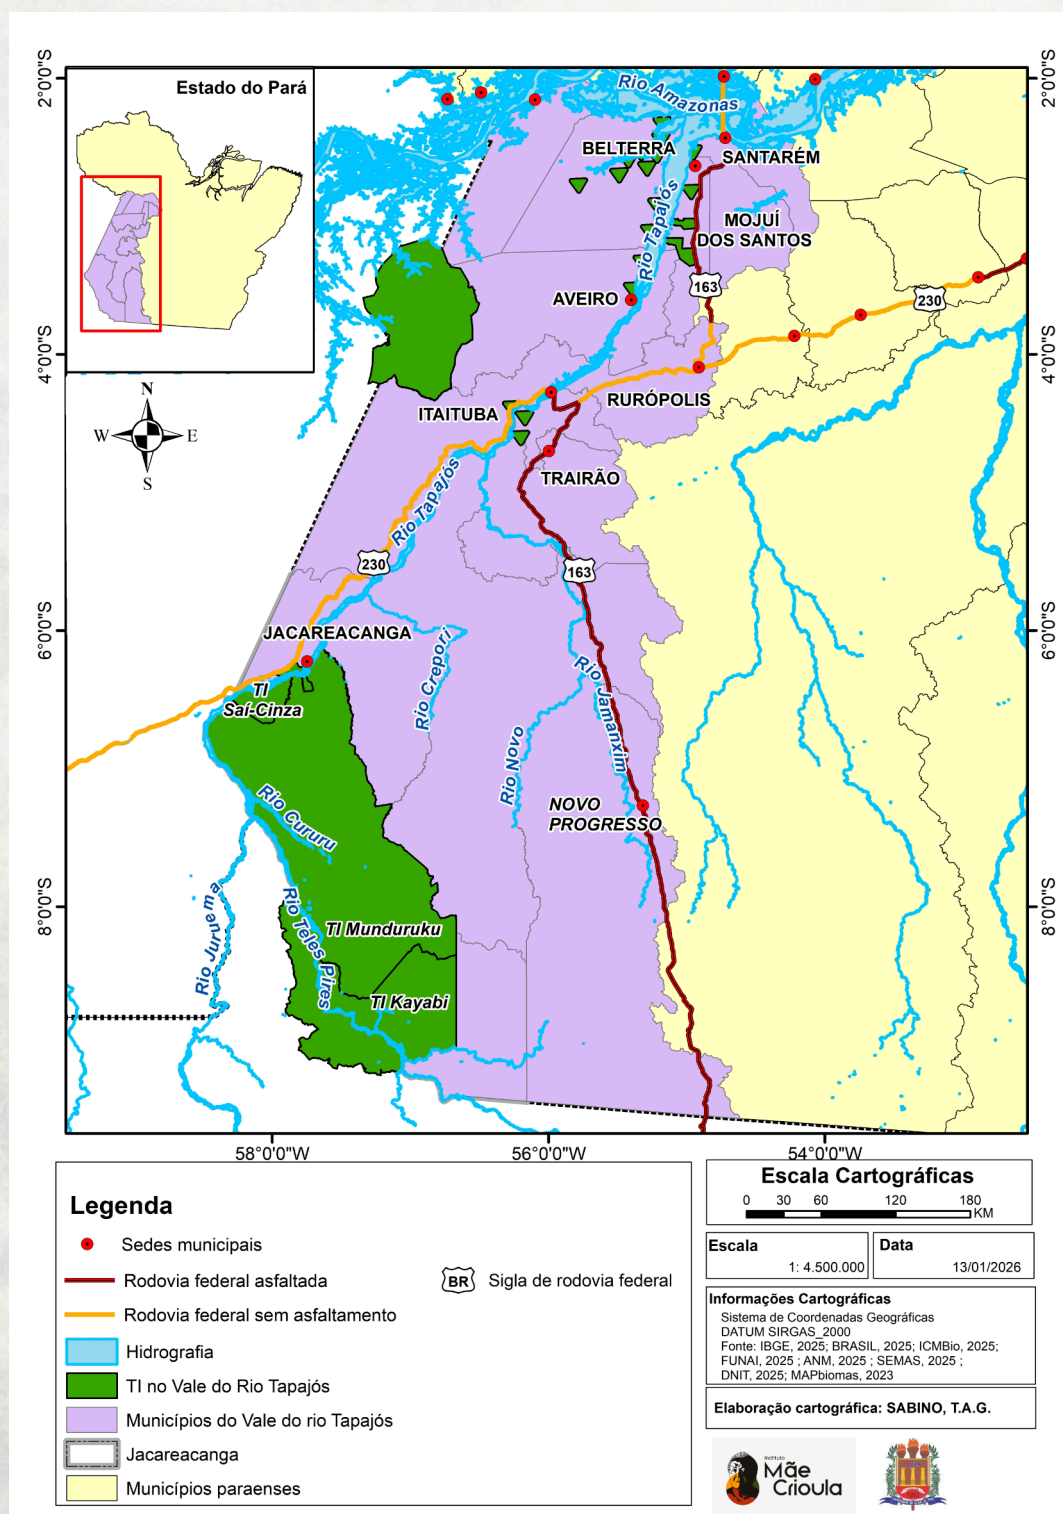 2°0'0"S
2°0'0"S
Estado do Pará
Rio Amazonas
BELTERRA
SANTARÉM
Rio Tapajós
MOJUÍ
DOS SANTOS
AVEIRO
163
230
4°0'0"S
4°0'0"S
N
W
E
S
ITAITUBA
RURÓPOLIS
TRAIRÃO
Rio Tapajós
230
163
6°0'0"S
6°0'0"S
JACAREACANGA
Rio Crepori
TI
Saí-Cinza
Rio Jamanxim
Rio Novo
NOVO
PROGRESSO
Rio Cururu
8°0'0"S
8°0'0"S
Rio Juruema
Rio Teles Pires
TI Munduruku
TI Kayabi
58°0'0"W
56°0'0"W
54°0'0"W
Legenda
Sedes municipais
Rodovia federal asfaltada
BR
Sigla de rodovia federal
Rodovia federal sem asfaltamento
Hidrografia
TI no Vale do Rio Tapajós
Municípios do Vale do rio Tapajós
Jacareacanga
Municípios paraenses
Escala Cartográficas
0 30 60 120 180
KM
Escala
1: 4.500.000
Data
13/01/2026
Informações Cartográficas
Sistema de Coordenadas Geográficas
DATUM SIRGAS_2000
Fonte: IBGE, 2025; BRASIL, 2025; ICMBio, 2025;
FUNAI, 2025 ; ANM, 2025 ; SEMAS, 2025 ;
DNIT, 2025; MAPbiomas, 2023
Elaboração cartográfica: SABINO, T.A.G.
Instituto
Mãe
Crioula